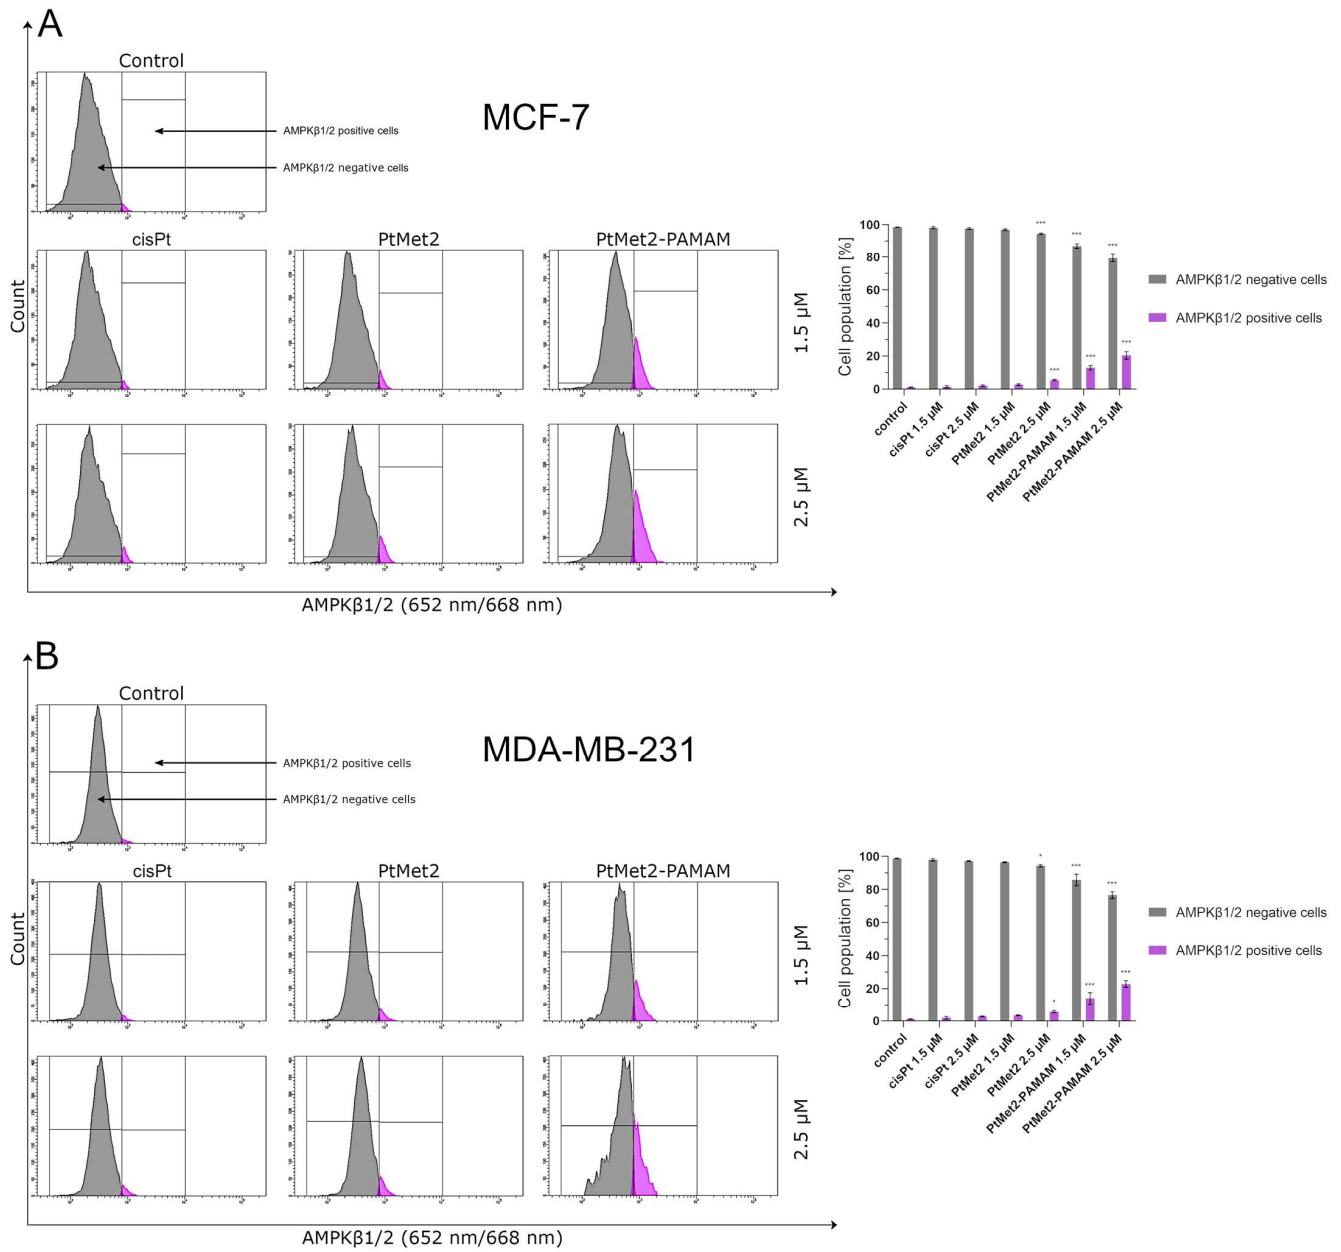 A
Control
MCF-7
AMPKβ1/2 positive cells
AMPKβ1/2 negative cells
cisPt
PtMet2
PtMet2-PAMAM
Count
1.5 µM
2.5 µM
AMPKβ1/2 (652 nm/668 nm)
Cell population [%]
100
80
60
40
20
0
***
***
***
***
***
***
control
cisPt 1.5 µM
cisPt 2.5 µM
PtMet2 1.5 µM
PtMet2 2.5 µM
PtMet2-PAMAM 1.5 µM
PtMet2-PAMAM 2.5 µM
AMPKβ1/2 negative cells
AMPKβ1/2 positive cells
B
Control
MDA-MB-231
AMPKβ1/2 positive cells
AMPKβ1/2 negative cells
cisPt
PtMet2
PtMet2-PAMAM
Count
1.5 µM
2.5 µM
AMPKβ1/2 (652 nm/668 nm)
Cell population [%]
100
80
60
40
20
0
*
***
***
*
***
***
control
cisPt 1.5 µM
cisPt 2.5 µM
PtMet2 1.5 µM
PtMet2 2.5 µM
PtMet2-PAMAM 1.5 µM
PtMet2-PAMAM 2.5 µM
AMPKβ1/2 negative cells
AMPKβ1/2 positive cells